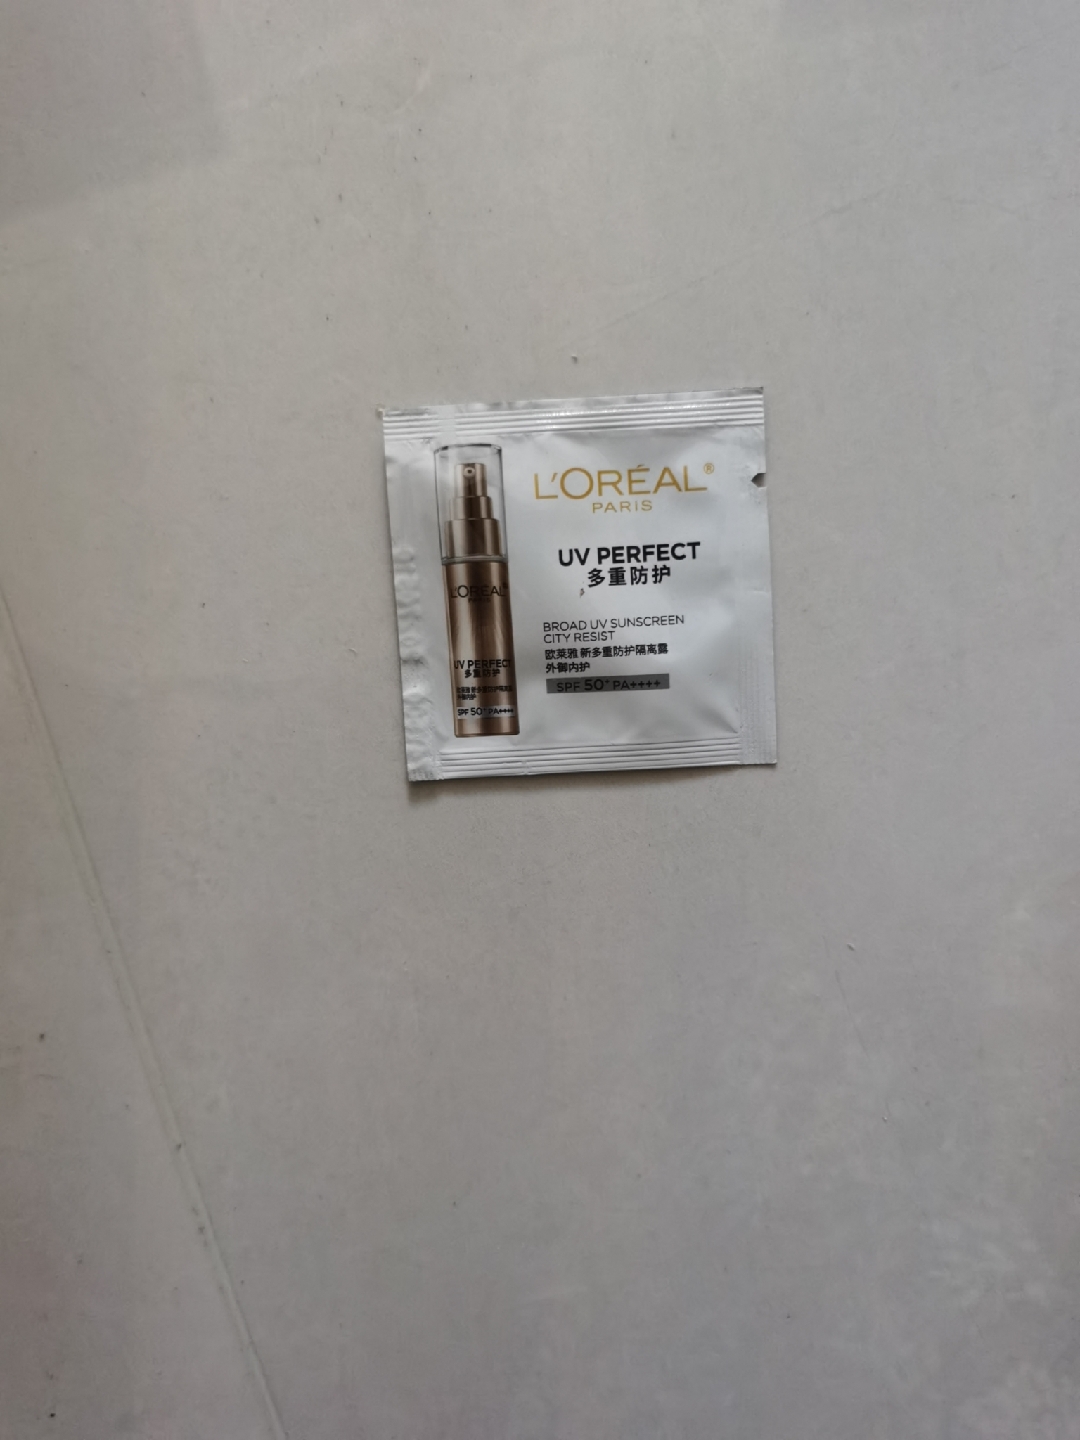 L'ORÉAL®
PARIS
UV PERFECT
多重防护
BROAD UV SUNSCREEN
CITY RESIST
欧莱雅 新多重防护隔离露
外御内护
SPF 50+ PA++++
L'ORÉAL
PARIS
UV PERFECT
多重防护
SPF 50+ PA++++